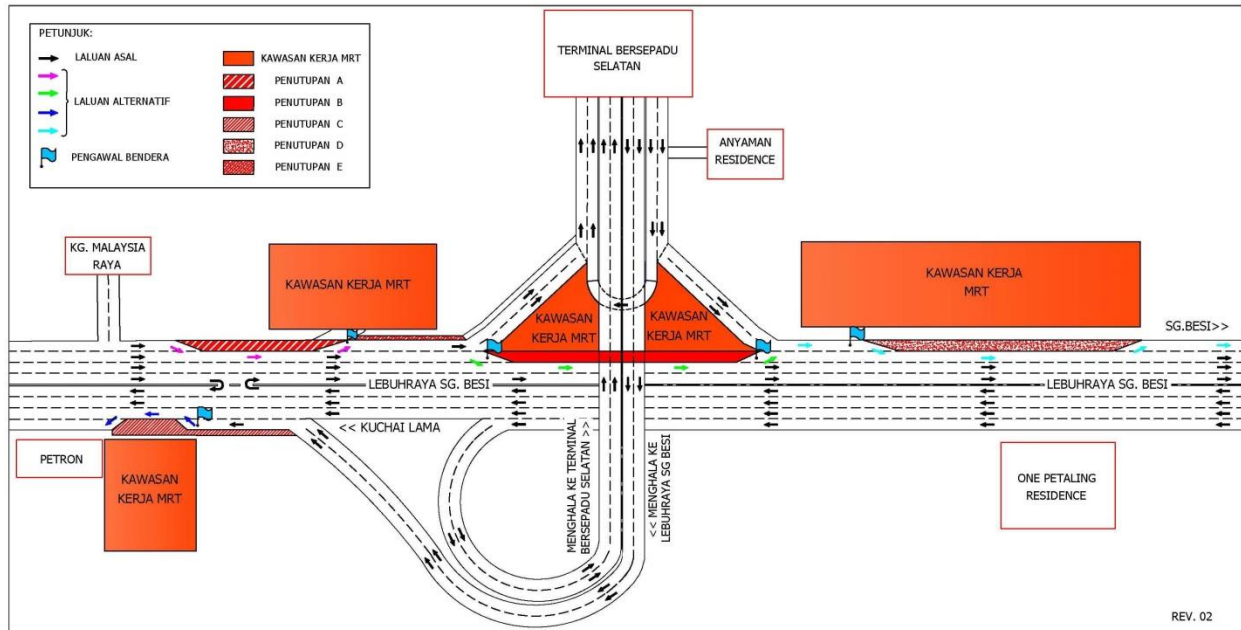 PETUNJUK:
LALUAN ASAL
LALUAN ALTERNATIF
PENGAWAL BENDERA
KAWASAN KERJA MRT
PENUTUPAN A
PENUTUPAN B
PENUTUPAN C
PENUTUPAN D
PENUTUPAN E
TERMINAL BERSEPADU
SELATAN
ANYAMAN
RESIDENCE
KG. MALAYSIA
RAYA
KAWASAN KERJA MRT
KAWASAN
KERJA MRT
KAWASAN
KERJA MRT
KAWASAN KERJA
MRT
SG.BESI>>
LEBUHRAYA SG. BESI
LEBUHRAYA SG. BESI
<< KUCHAI LAMA
PETRON
KAWASAN
KERJA MRT
MENGHALA KE TERMINAL
BERSEPADU SELATAN >>
<< MENGHALA KE
LEBUHRAYA SG BESI
ONE PETALING
RESIDENCE
REV. 02